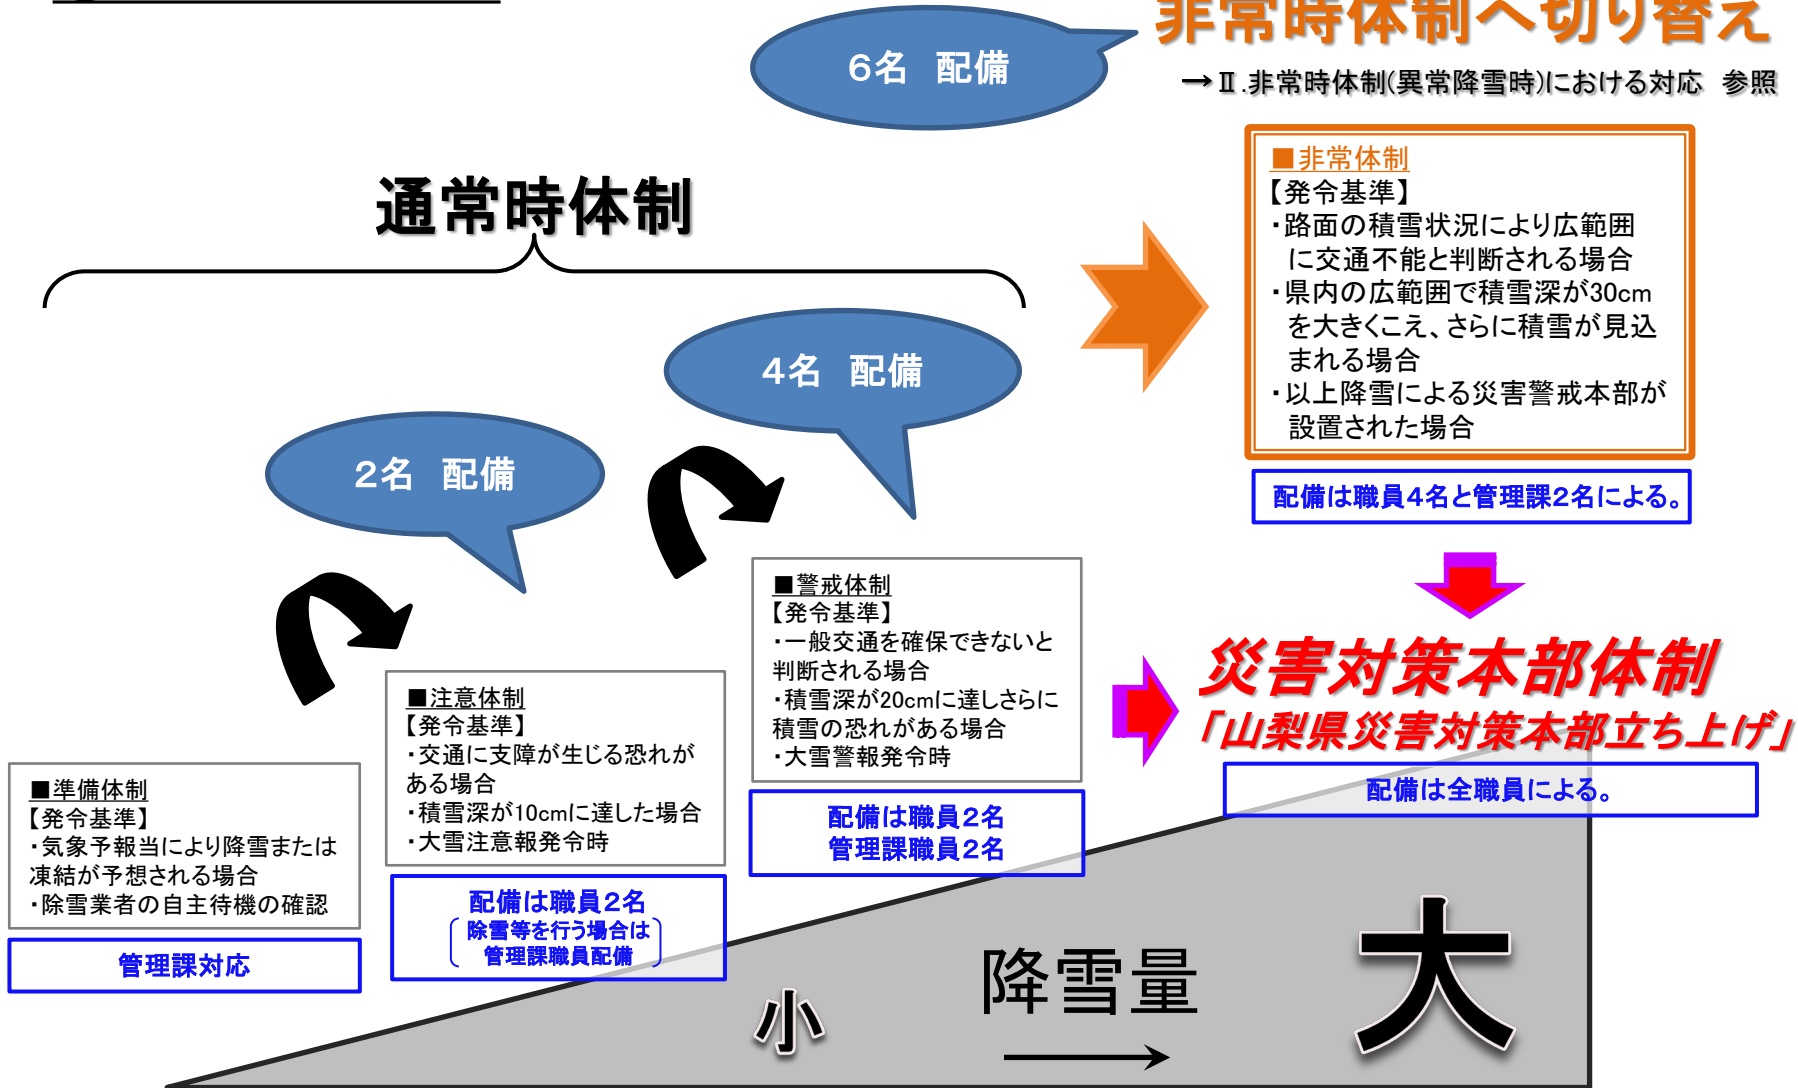 非常時体制へ切り替え
→Ⅱ.非常時体制(異常降雪時)における対応　参照
6名　配備
■非常体制
【発令基準】
・路面の積雪状況により広範囲
に交通不能と判断される場合
・県内の広範囲で積雪深が30cm
を大きくこえ、さらに積雪が見込
まれる場合
・以上降雪による災害警戒本部が
設置された場合
配備は職員4名と管理課2名による。
通常時体制
4名　配備
2名　配備
■警戒体制
【発令基準】
・一般交通を確保できないと
判断される場合
・積雪深が20cmに達しさらに
積雪の恐れがある場合
・大雪警報発令時
配備は職員2名
管理課職員2名
■注意体制
【発令基準】
・交通に支障が生じる恐れが
ある場合
・積雪深が10cmに達した場合
・大雪注意報発令時
配備は職員2名
除雪等を行う場合は
管理課職員配備
■準備体制
【発令基準】
・気象予報当により降雪または
凍結が予想される場合
・除雪業者の自主待機の確認
管理課対応
災害対策本部体制
「山梨県災害対策本部立ち上げ」
配備は全職員による。
小
降雪量
→
大